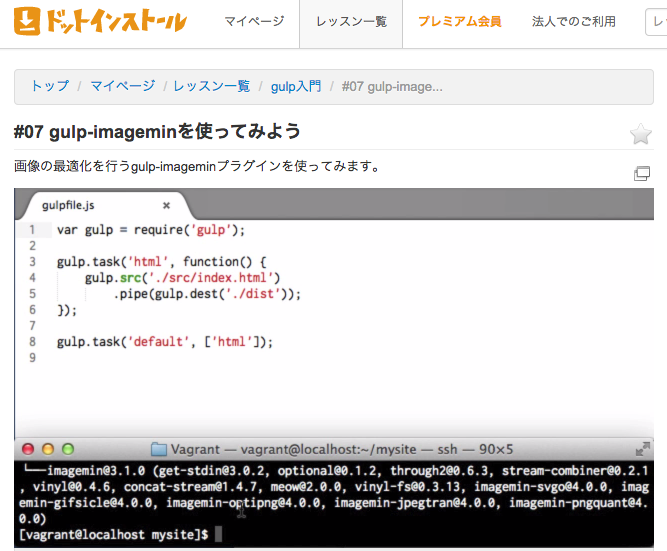 ドットインストール
マイページ レッスン一覧 プレミアム会員 法人でのご利用 レ
トップ / マイページ / レッスン一覧 / gulp入門 / #07 gulp-image...
#07 gulp-imageminを使ってみよう
画像の最適化を行うgulp-imageminプラグインを使ってみます。
gulpfile.js ×
1 var gulp = require('gulp');
2
3 gulp.task('html', function() {
4 gulp.src('./src/index.html')
5 .pipe(gulp.dest('./dist'));
6 });
7
8 gulp.task('default', ['html']);
9
Vagrant — vagrant@localhost:~/mysite — ssh — 90×5
└──imagemin@3.1.0 (get-stdin@3.0.2, optional@0.1.2, through2@0.6.3, stream-combiner@0.2.1
, vinyl@0.4.6, concat-stream@1.4.7, meow@2.0.0, vinyl-fs@0.3.13, imagemin-svgo@4.0.0, imag
emin-gifsicle@4.0.0, imagemin-optipng@4.0.0, imagemin-jpegtran@4.0.0, imagemin-pngquant@4.
0.0)
[vagrant@localhost mysite]$